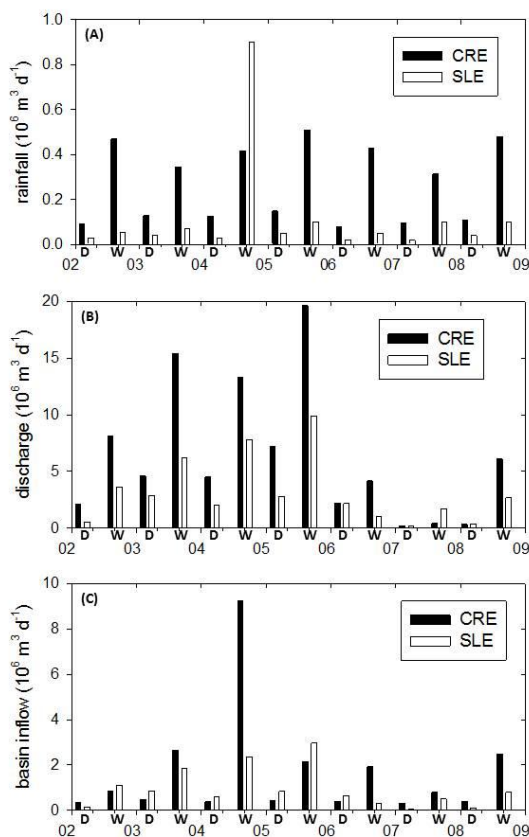 (A)
CRE
SLE
rainfall (10⁶ m³ d⁻¹)
1.0
0.8
0.6
0.4
0.2
0.0
D W D W D W D W D W D W D W
02 03 04 05 06 07 08 09
(B)
CRE
SLE
discharge (10⁶ m³ d⁻¹)
20
15
10
5
0
D W D W D W D W D W D W D W
02 03 04 05 06 07 08 09
(C)
CRE
SLE
basin inflow (10⁶ m³ d⁻¹)
10
8
6
4
2
0
D W D W D W D W D W D W D W
02 03 04 05 06 07 08 09